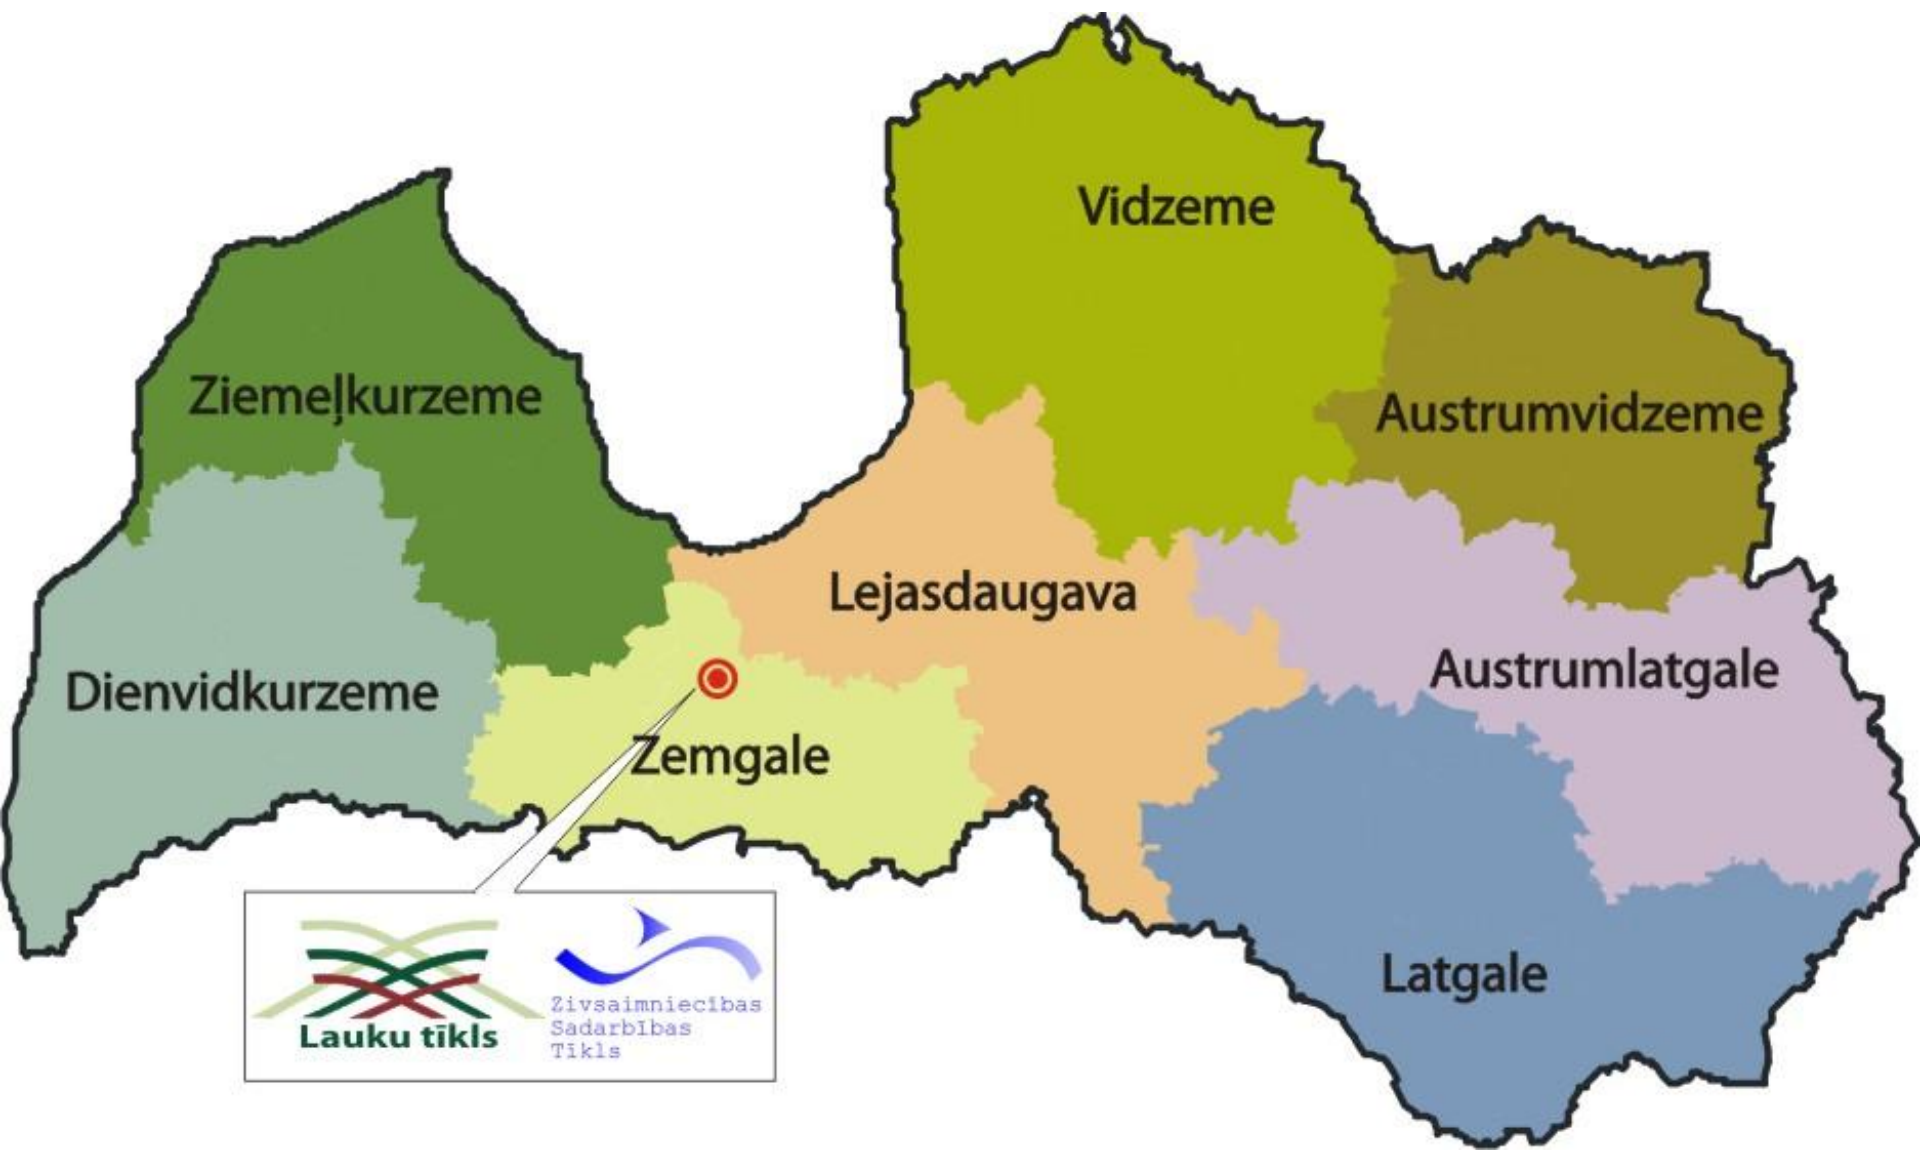 Vidzeme
Ziemeļkurzeme
Austrumvidzeme
Lejasdaugava
Dienvidkurzeme
Austrumlatgale
Zemgale
Latgale
Lauku tīkls
Zivsaimniecības
Sadarbības
Tīkls